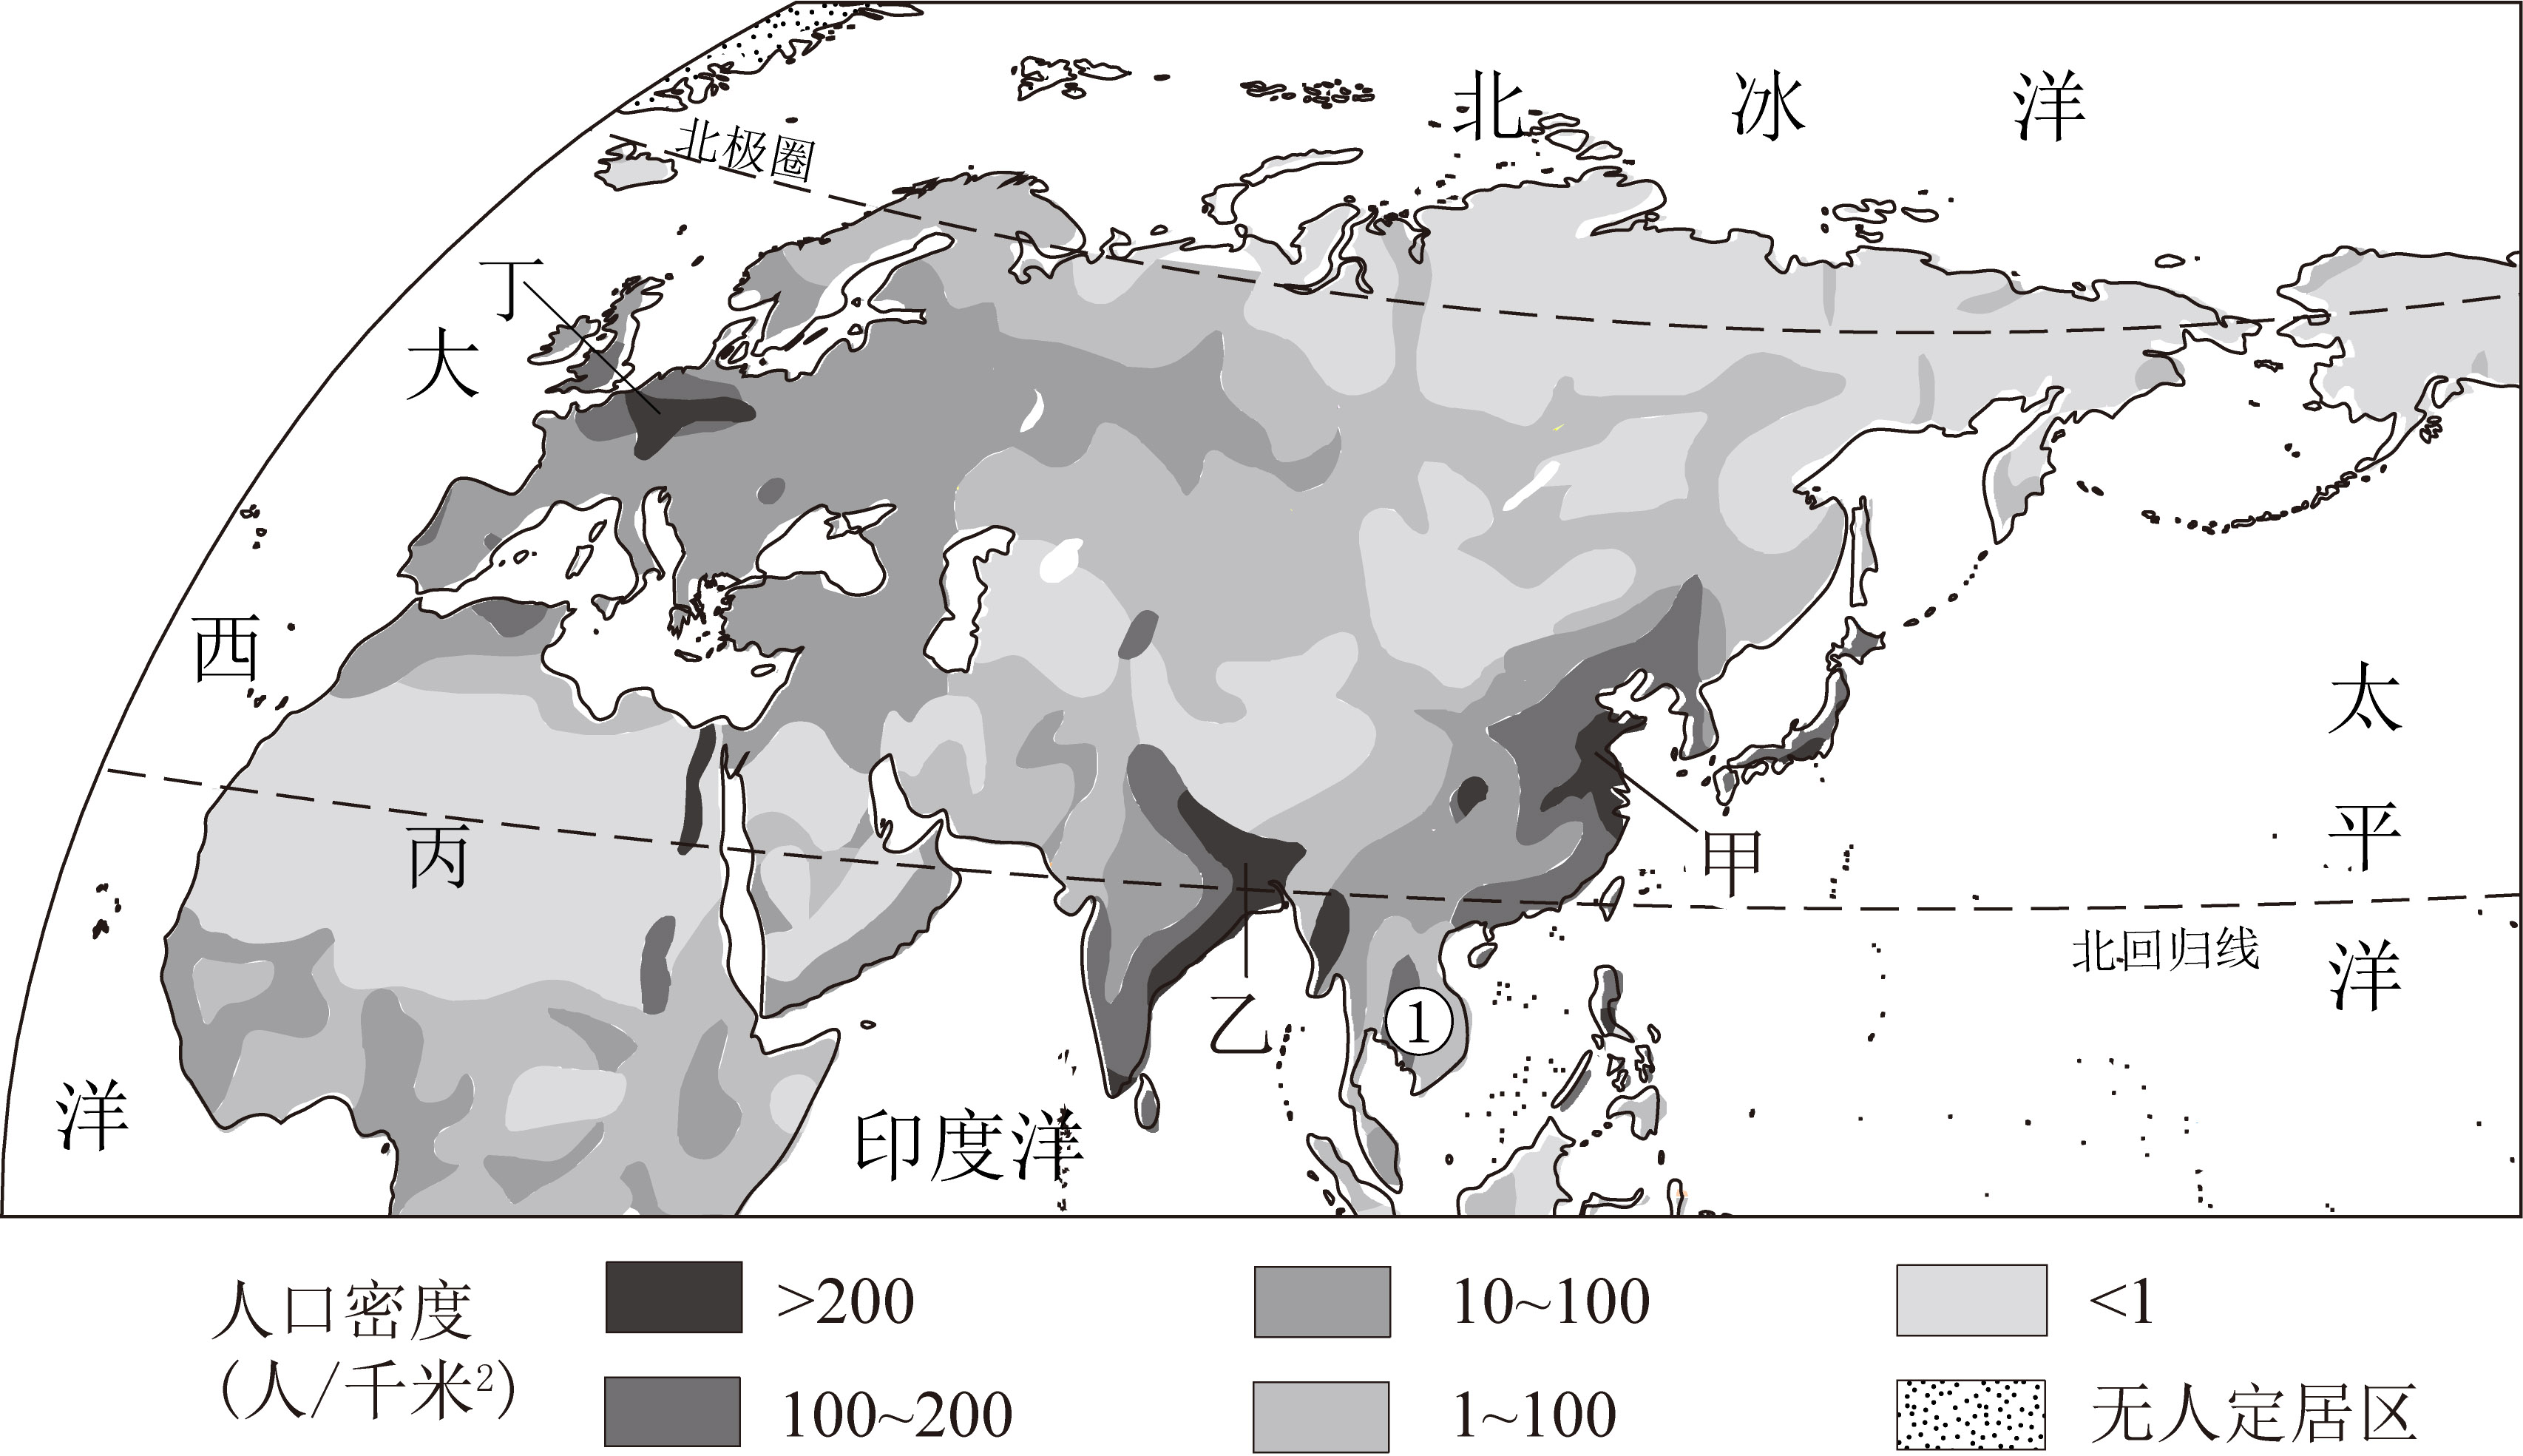 北冰洋
北极圈
丁
大
西
洋
太
平
洋
丙
甲
北回归线
乙
①
印度洋
人口密度
(人/千米²)
>200
10~100
<1
100~200
1~100
无人定居区